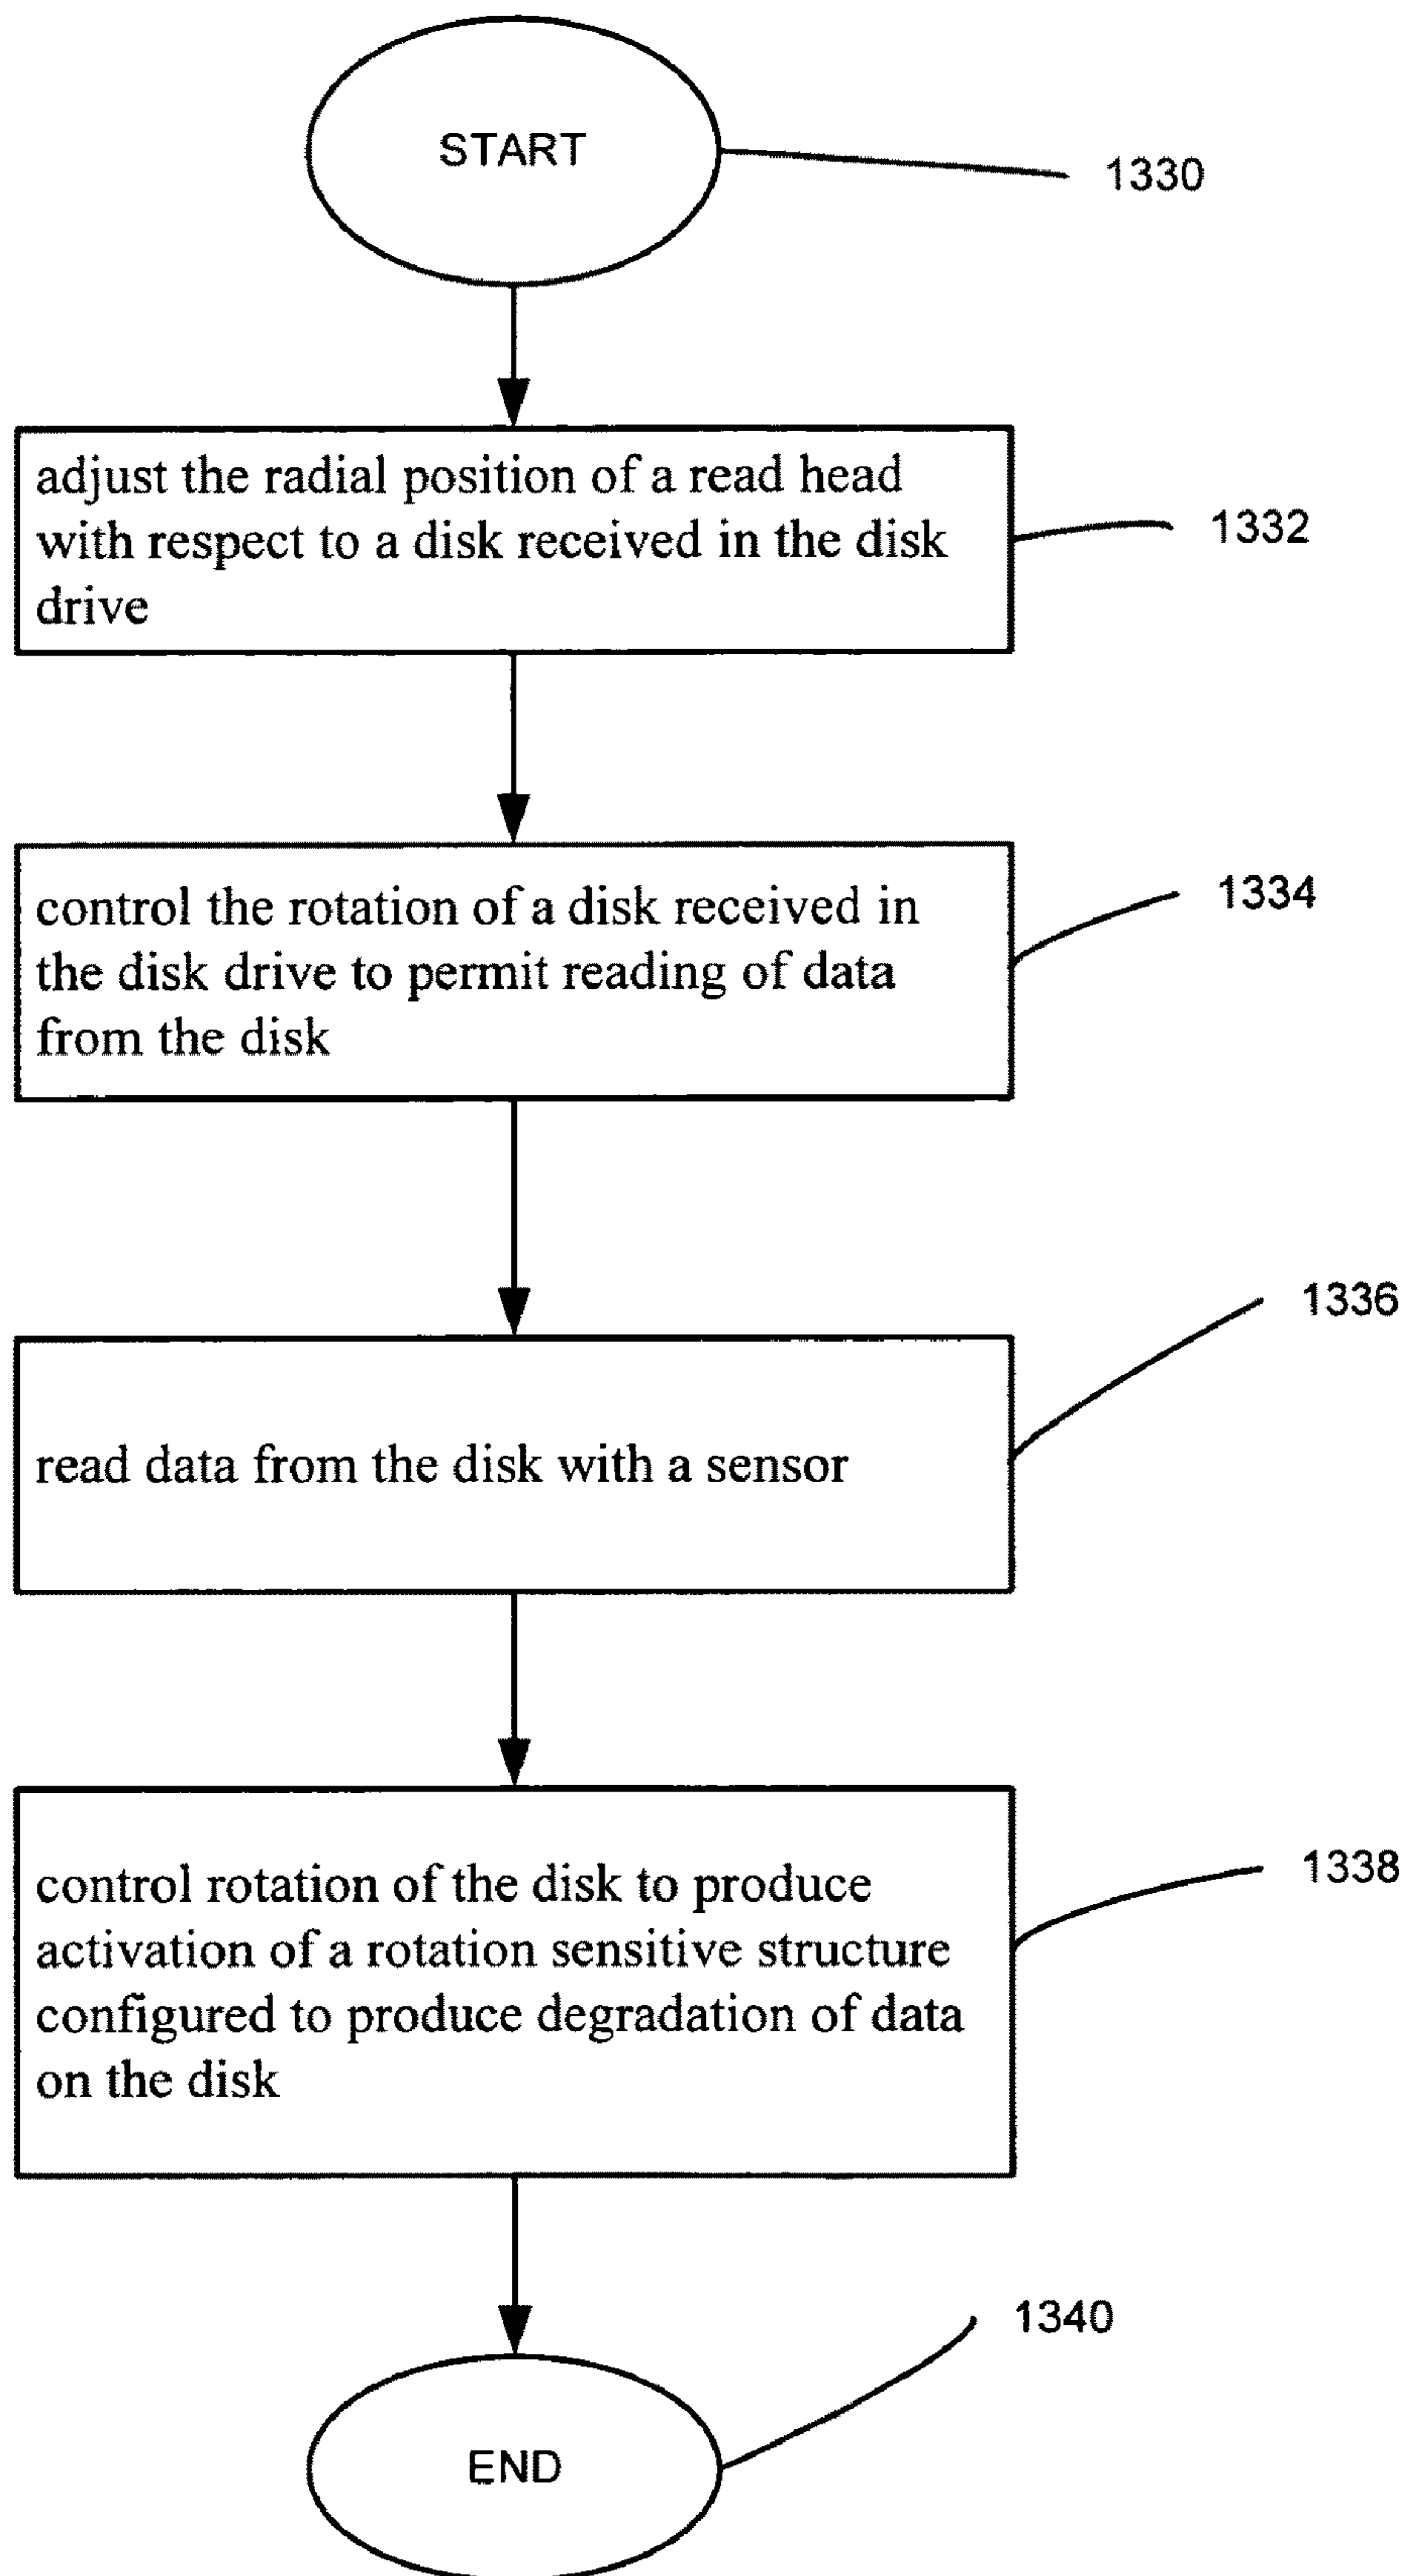 START
1330
adjust the radial position of a read head
with respect to a disk received in the disk
drive
1332
control the rotation of a disk received in
the disk drive to permit reading of data
from the disk
1334
read data from the disk with a sensor
1336
control rotation of the disk to produce
activation of a rotation sensitive structure
configured to produce degradation of data
on the disk
1338
END
1340